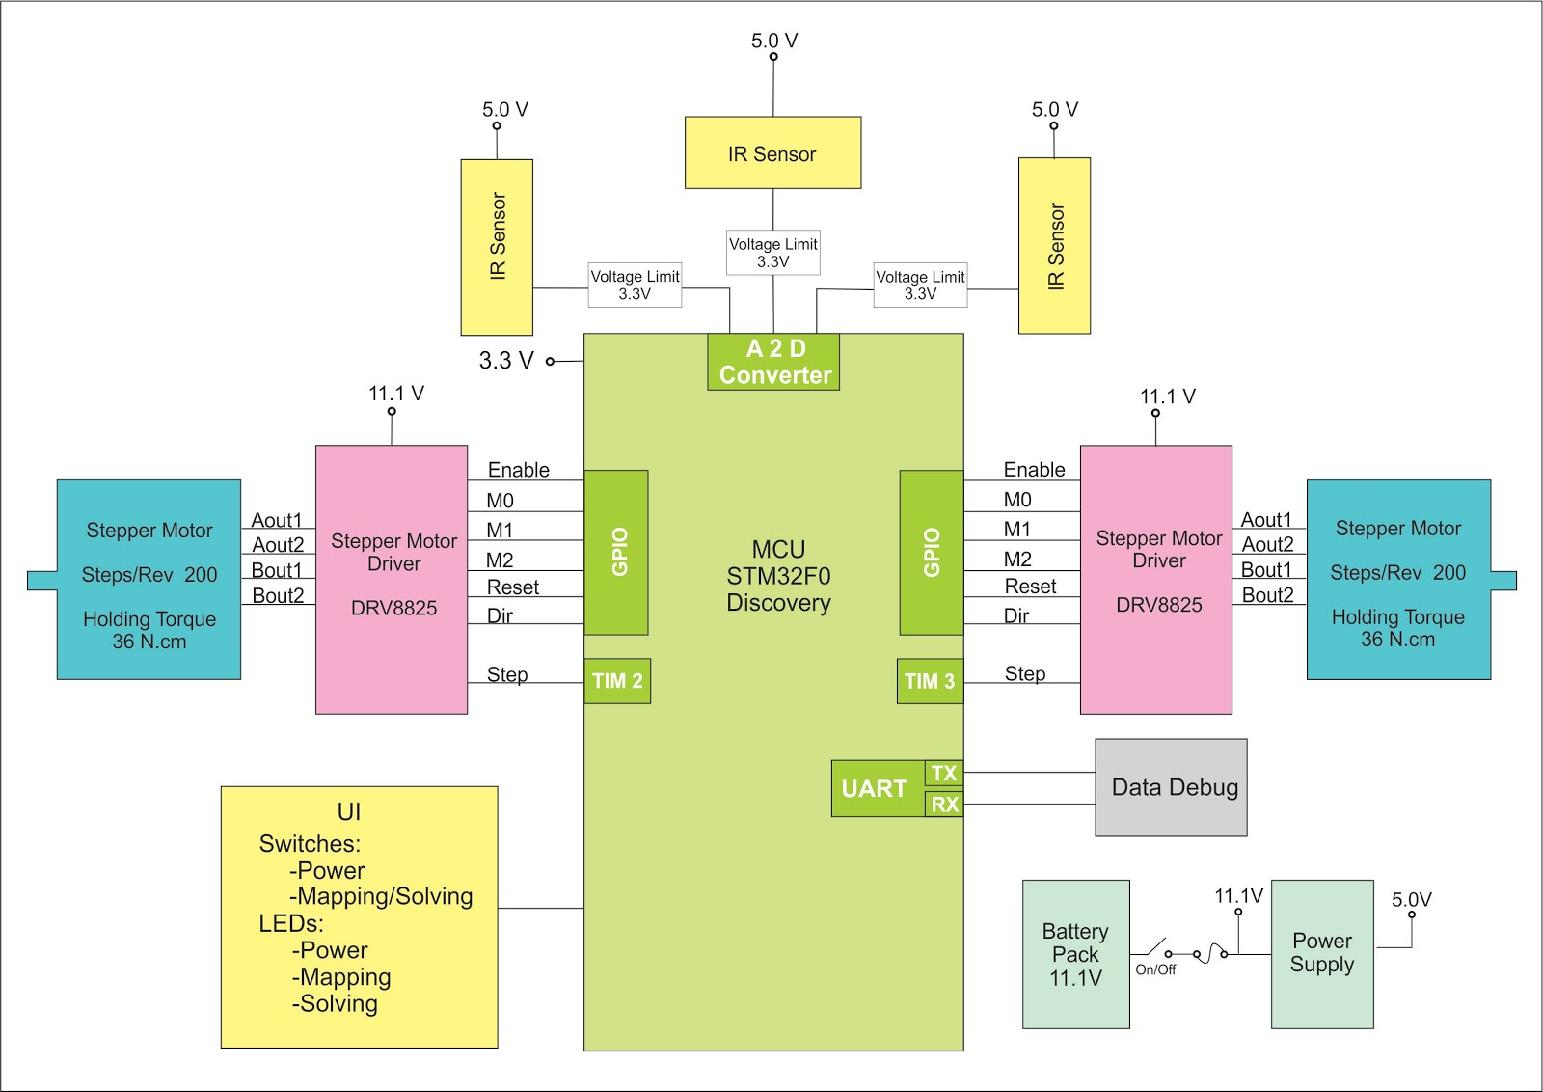 5.0 V
5.0 V
5.0 V
IR Sensor
IR Sensor
IR Sensor
Voltage Limit
3.3V
Voltage Limit
3.3V
Voltage Limit
3.3V
3.3 V
A 2 D
Converter
11.1 V
11.1 V
Stepper Motor
Steps/Rev 200
Holding Torque
36 N.cm
Aout1
Aout2
Bout1
Bout2
Stepper Motor
Driver
DRV8825
Enable
M0
M1
M2
Reset
Dir
Step
GPIO
TIM 2
MCU
STM32F0
Discovery
GPIO
TIM 3
Enable
M0
M1
M2
Reset
Dir
Step
Stepper Motor
Driver
DRV8825
Aout1
Aout2
Bout1
Bout2
Stepper Motor
Steps/Rev 200
Holding Torque
36 N.cm
UART
TX
RX
Data Debug
UI
Switches:
-Power
-Mapping/Solving
LEDs:
-Power
-Mapping
-Solving
Battery
Pack
11.1V
On/Off
11.1V
Power
Supply
5.0V